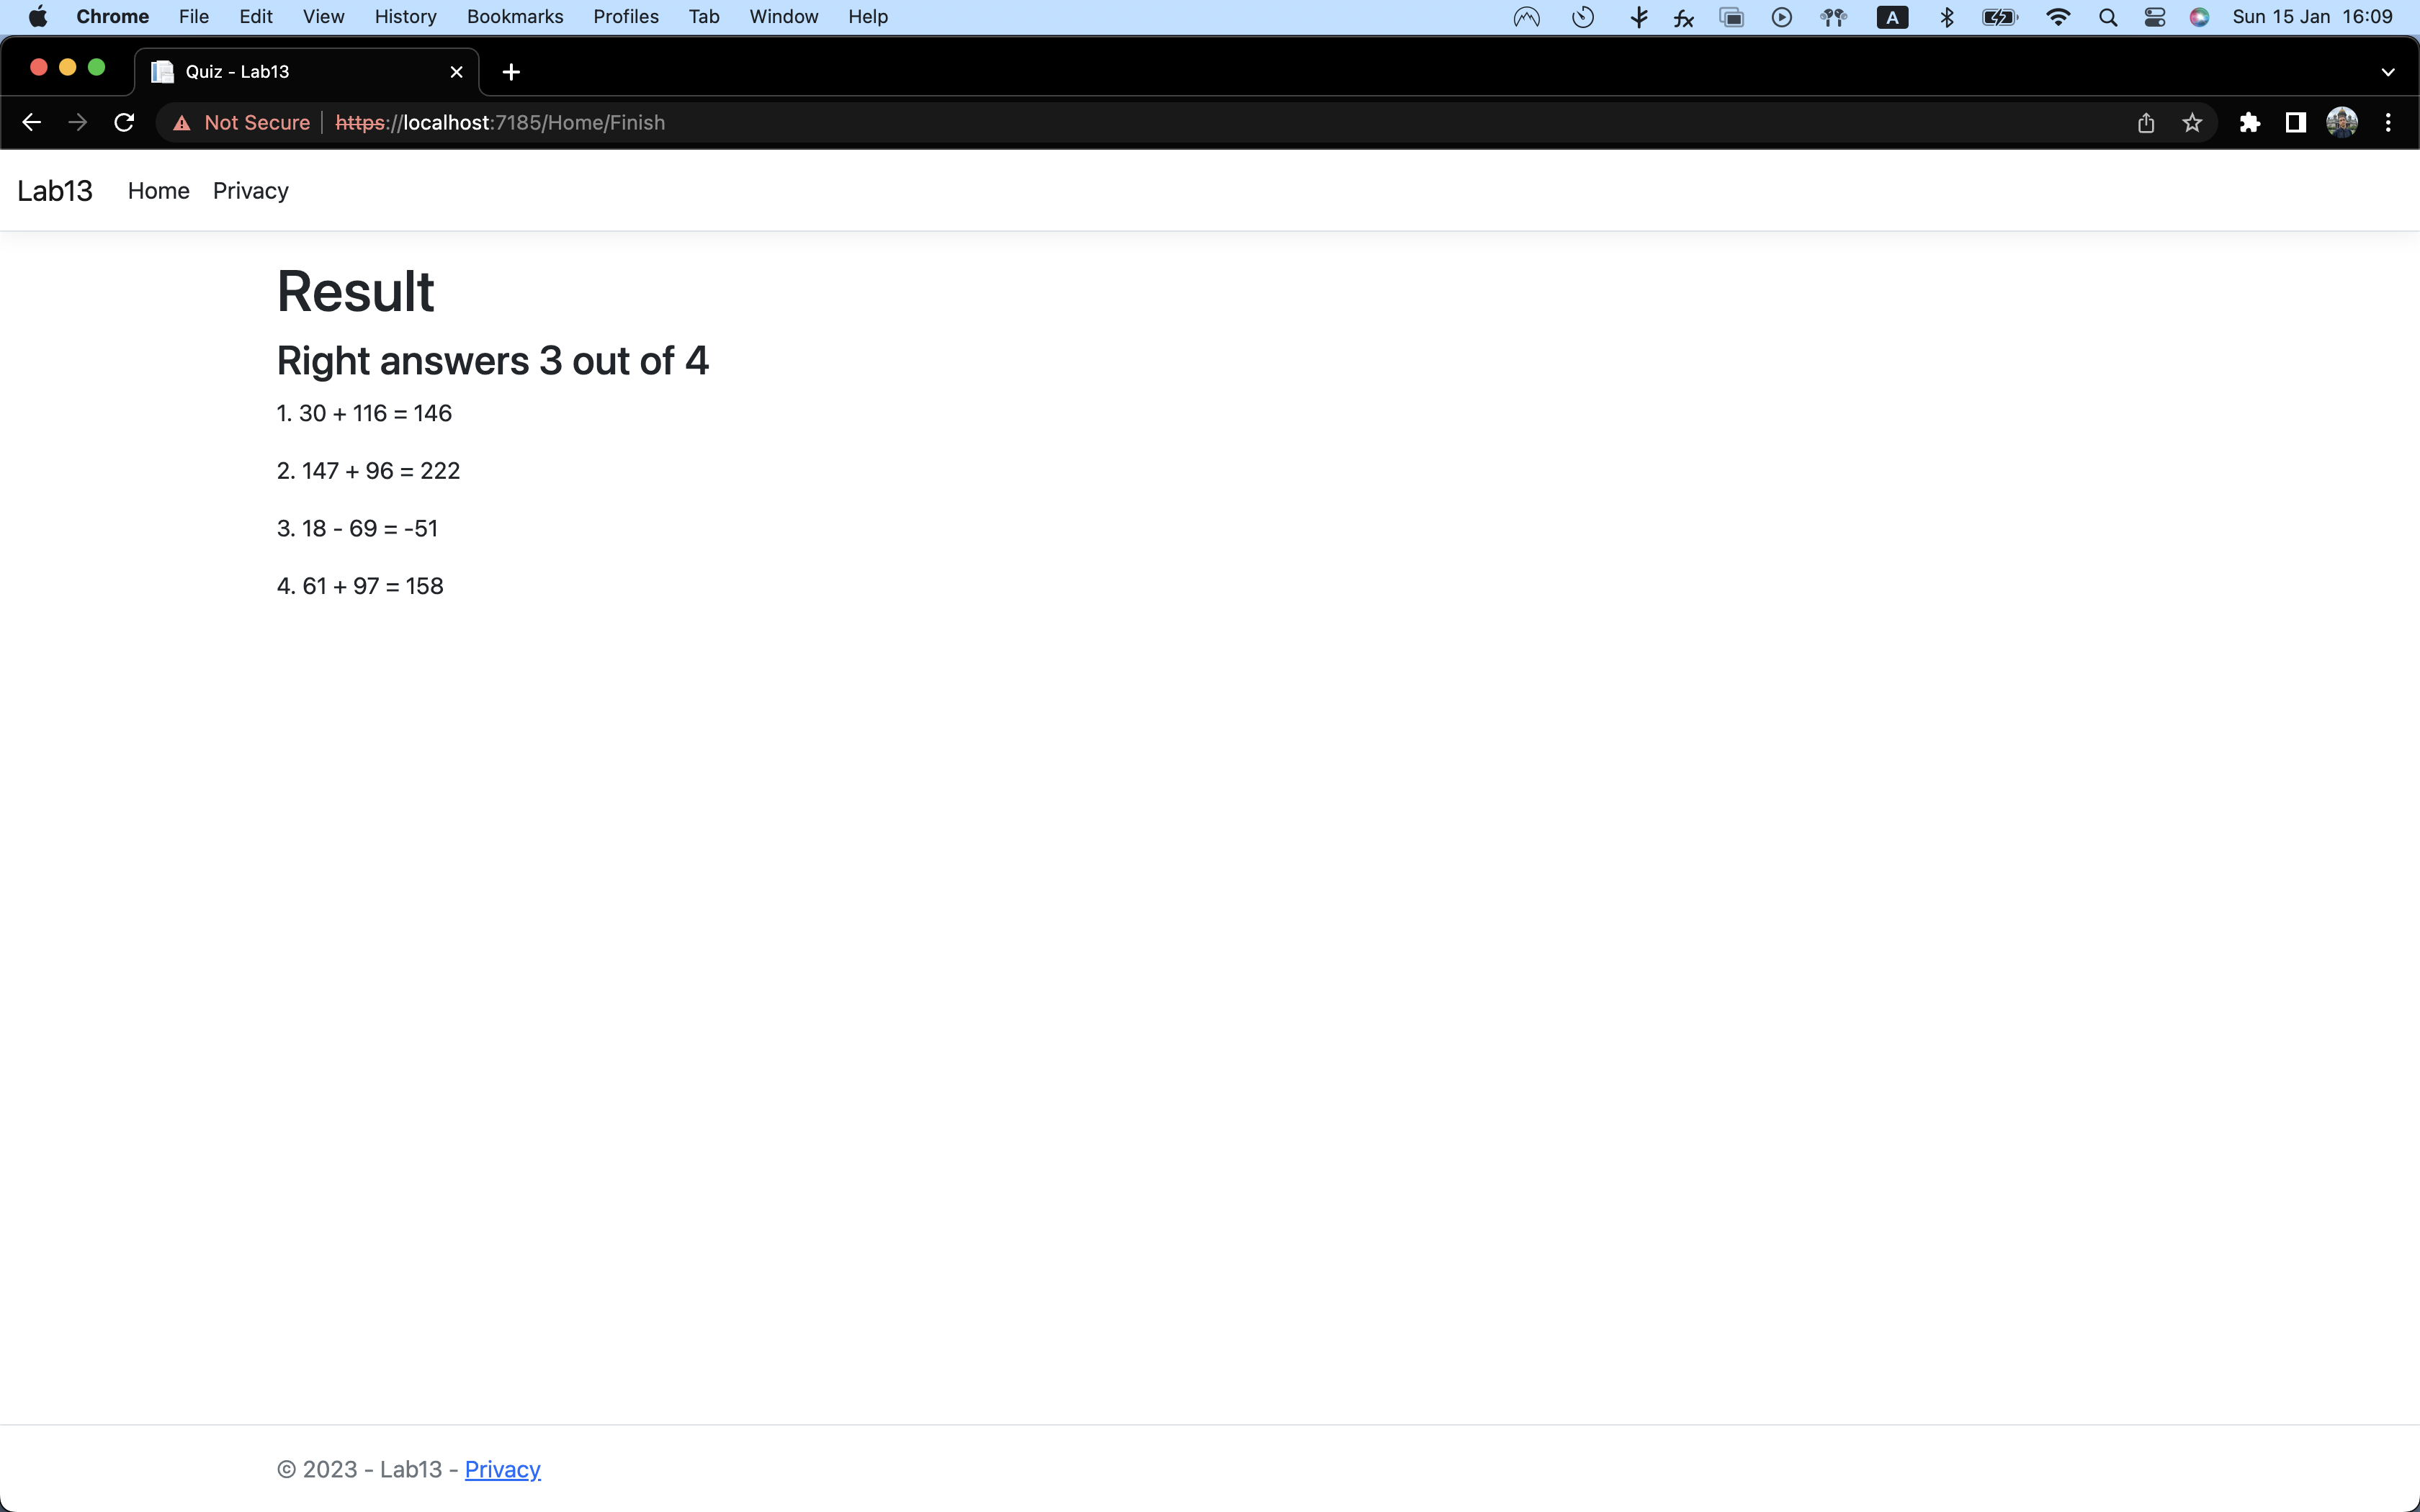 Chrome File Edit View History Bookmarks Profiles Tab Window Help A Sun 15 Jan 16:09
Quiz - Lab13
Not Secure https://localhost:7185/Home/Finish
Lab13 Home Privacy
Result
Right answers 3 out of 4
1. 30 + 116 = 146
2. 147 + 96 = 222
3. 18 - 69 = -51
4. 61 + 97 = 158
© 2023 - Lab13 - Privacy